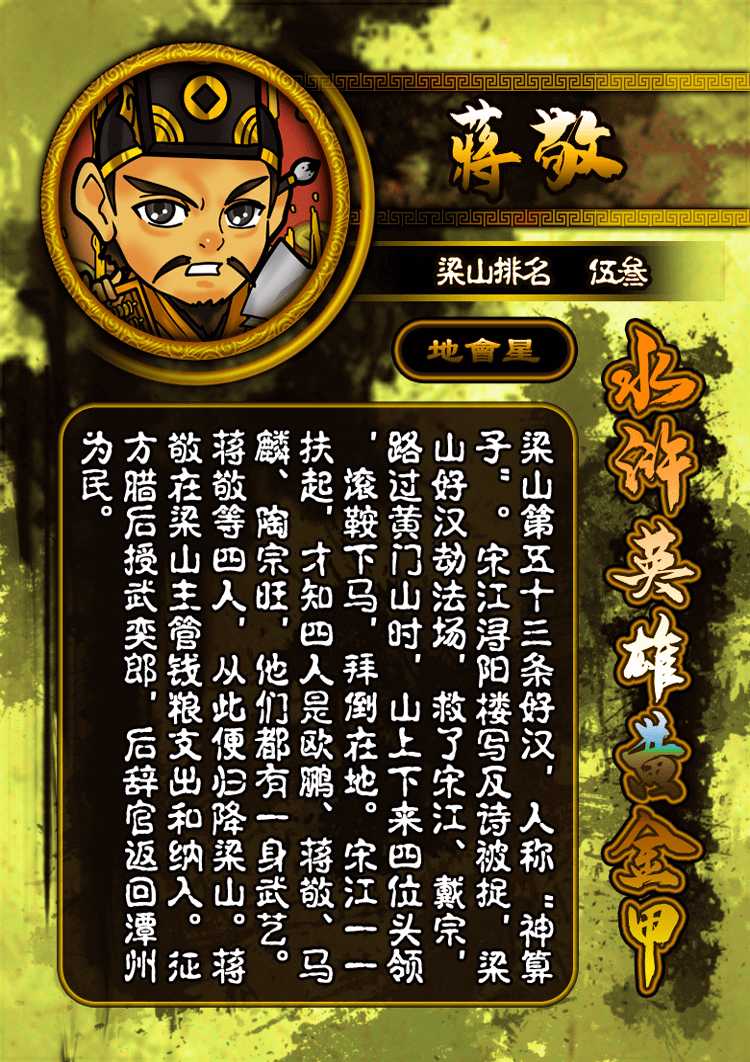 蒋敬
梁山排名 伍叁
地會星
水浒英雄黄金甲
梁山第五十三条好汉，人称“神算
子”。宋江浔阳楼写反诗被捉，梁
山好汉劫法场，救了宋江、戴宗，
路过黄门山时，山上下来四位头领
，滚鞍下马，拜倒在地。宋江一一
扶起，才知四人是欧鹏、蒋敬、马
麟、陶宗旺，他们都有一身武艺。
蒋敬等四人，从此便归降梁山。蒋
敬在梁山主管钱粮支出和纳入。征
方腊后授武奕郎，后辞官返回潭州
为民。